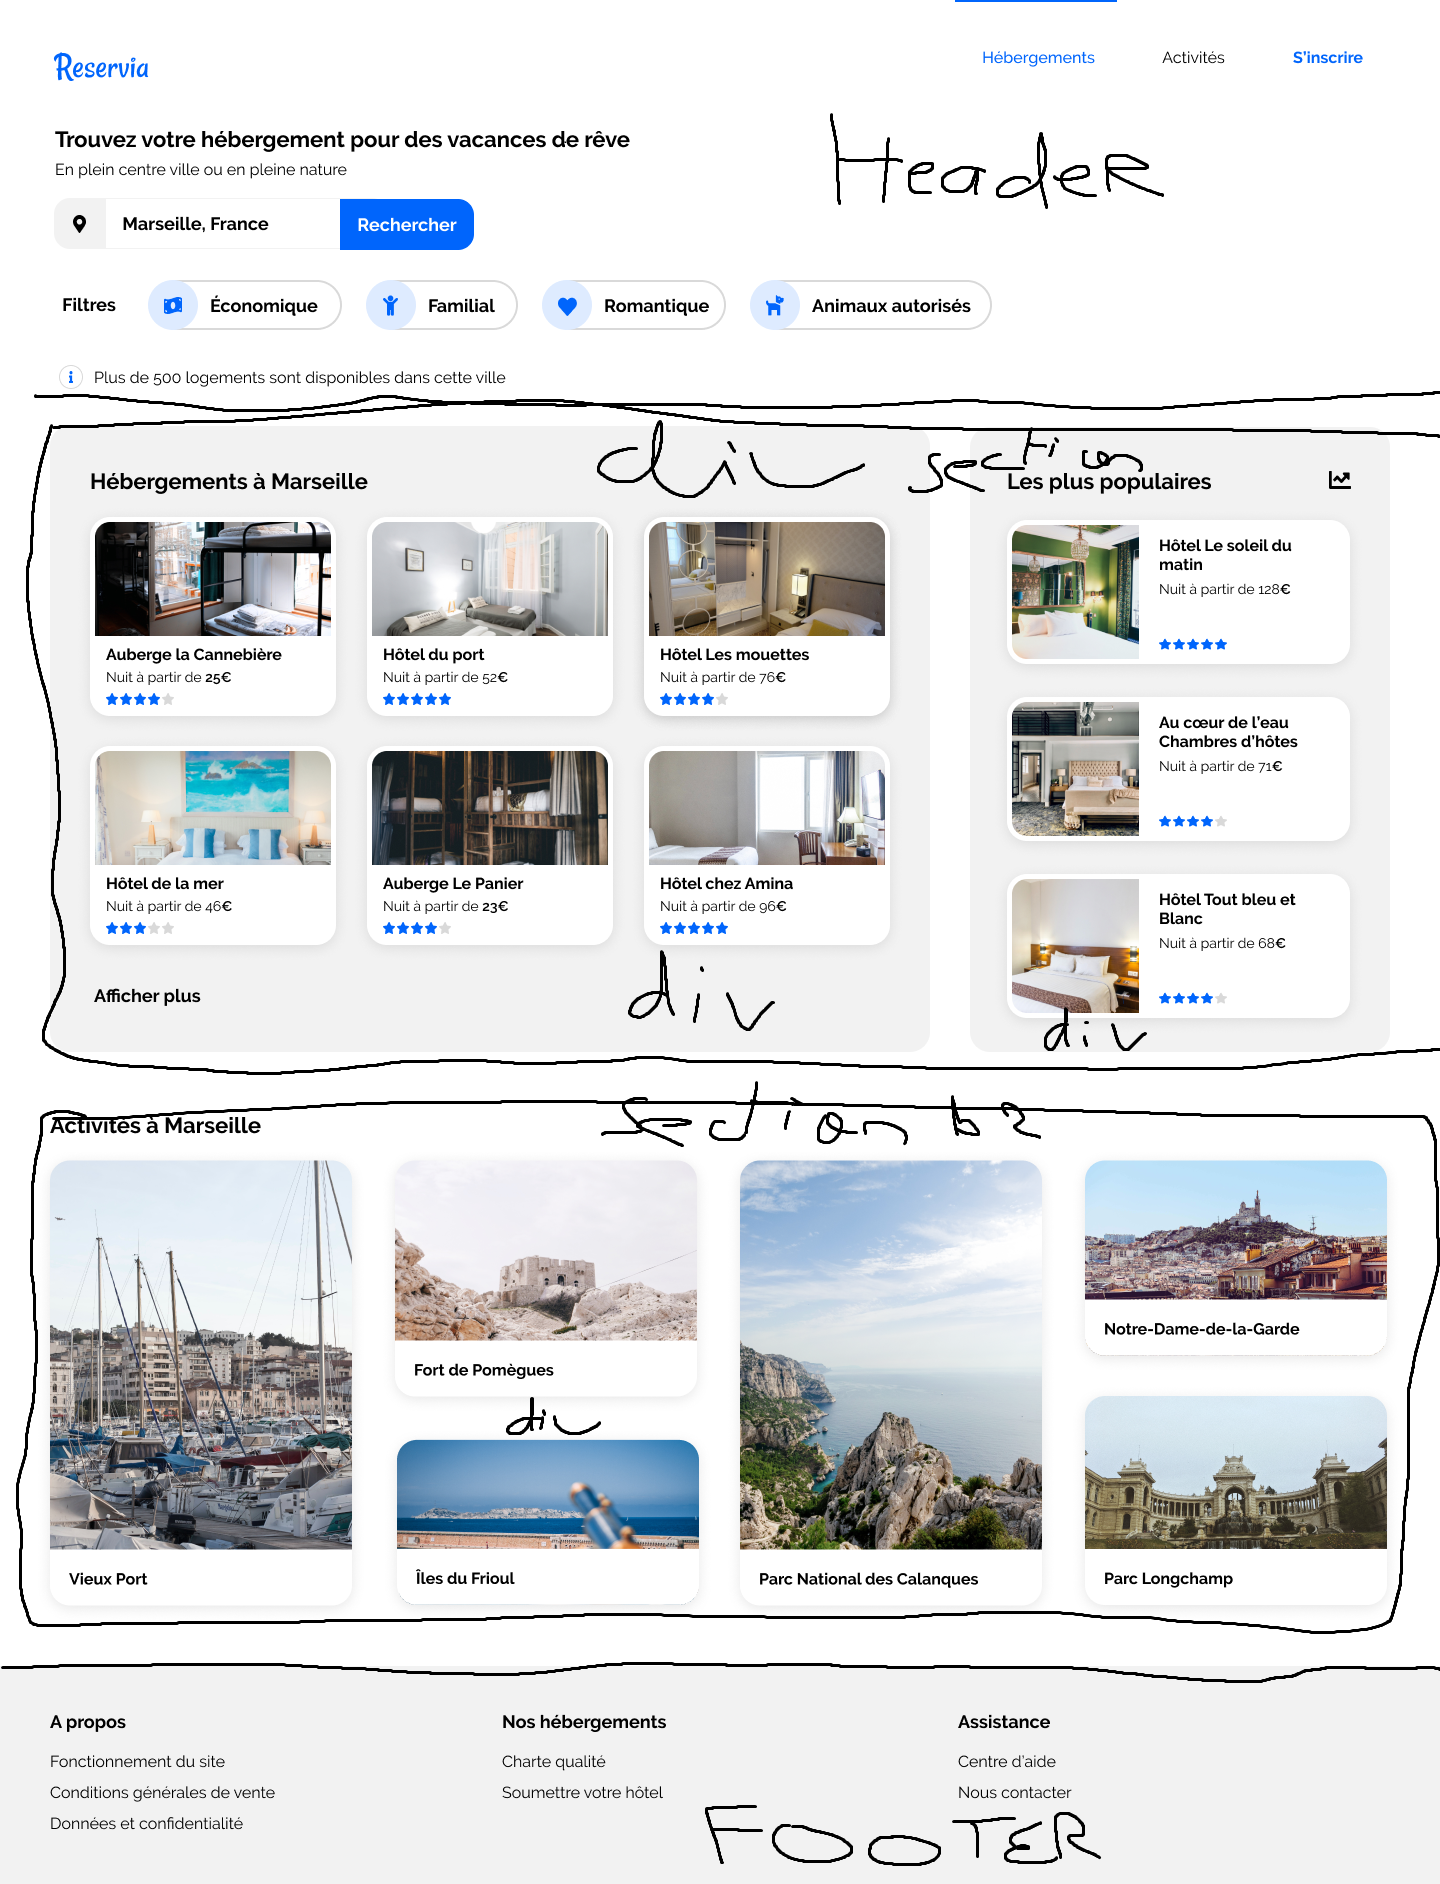 Reservia
Hébergements Activités S'inscrire
Trouvez votre hébergement pour des vacances de rêve
En plein centre ville ou en pleine nature
Header
Marseille, France Rechercher
Filtres Économique Familial Romantique Animaux autorisés
Plus de 500 logements sont disponibles dans cette ville
div section
Hébergements à Marseille
Auberge la Cannebière
Nuit à partir de 25€
Hôtel du port
Nuit à partir de 52€
Hôtel Les mouettes
Nuit à partir de 76€
Hôtel de la mer
Nuit à partir de 46€
Auberge Le Panier
Nuit à partir de 23€
Hôtel chez Amina
Nuit à partir de 96€
Afficher plus
div
Les plus populaires
Hôtel Le soleil du
matin
Nuit à partir de 128€
Au cœur de l'eau
Chambres d'hôtes
Nuit à partir de 71€
Hôtel Tout bleu et
Blanc
Nuit à partir de 68€
div
section
Activités à Marseille
Vieux Port
Fort de Pomègues
div
Îles du Frioul
Parc National des Calanques
Notre-Dame-de-la-Garde
Parc Longchamp
A propos
Fonctionnement du site
Conditions générales de vente
Données et confidentialité
Nos hébergements
Charte qualité
Soumettre votre hôtel
Assistance
Centre d'aide
Nous contacter
FOOTER